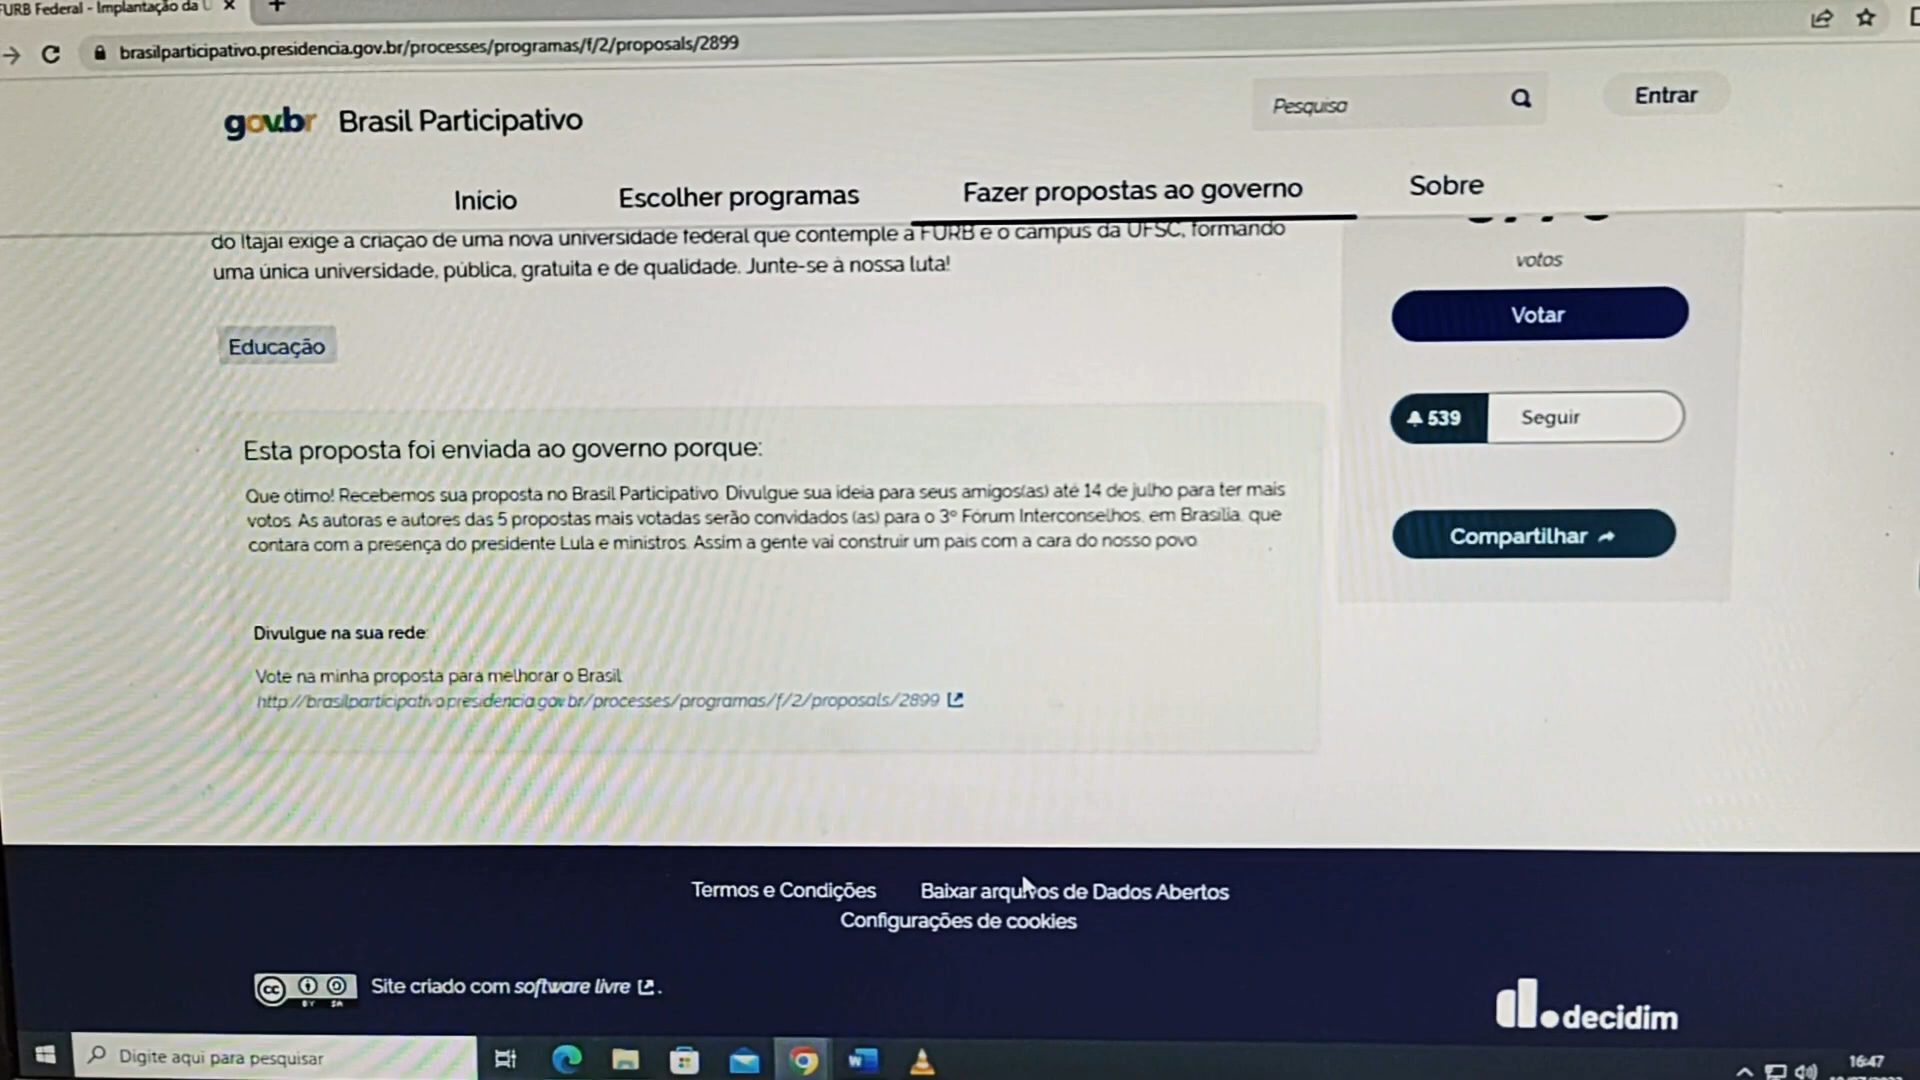 FURB Federal - Implantação da U
brasilparticipativo.presidencia.gov.br/processes/programas/f/2/proposals/2899
gov.br Brasil Participativo
Pesquisa
Entrar
Início
Escolher programas
Fazer propostas ao governo
Sobre
do Itajaí exige a criação de uma nova universidade federal que contemple a FURB e o campus da UFSC, formando
uma única universidade, pública, gratuita e de qualidade. Junte-se à nossa luta!
votos
Votar
Educação
539
Seguir
Esta proposta foi enviada ao governo porque:
Que ótimo! Recebemos sua proposta no Brasil Participativo. Divulgue sua ideia para seus amigos(as) até 14 de julho para ter mais
votos. As autoras e autores das 5 propostas mais votadas serão convidados (as) para o 3º Fórum Interconselhos, em Brasília, que
contará com a presença do presidente Lula e ministros. Assim a gente vai construir um país com a cara do nosso povo.
Compartilhar
Divulgue na sua rede:
Vote na minha proposta para melhorar o Brasil
http://brasilparticipativo.presidencia.gov.br/processes/programas/f/2/proposals/2899
Termos e Condições
Baixar arquivos de Dados Abertos
Configurações de cookies
cc BY SA
Site criado com software livre .
decidim
Digite aqui para pesquisar
16:47